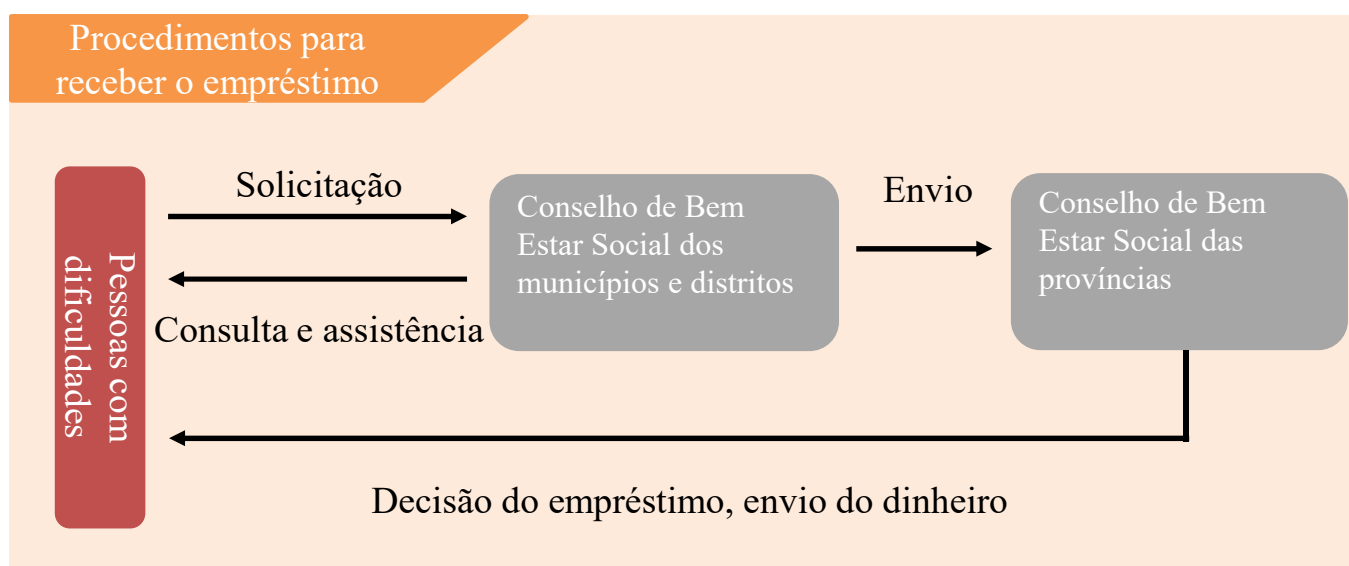 Procedimentos para
receber o empréstimo
Solicitação
Envio
Conselho de Bem
Estar Social dos
municípios e distritos
Conselho de Bem
Estar Social das
províncias
Pessoas com
dificuldades
Consulta e assistência
Decisão do empréstimo, envio do dinheiro